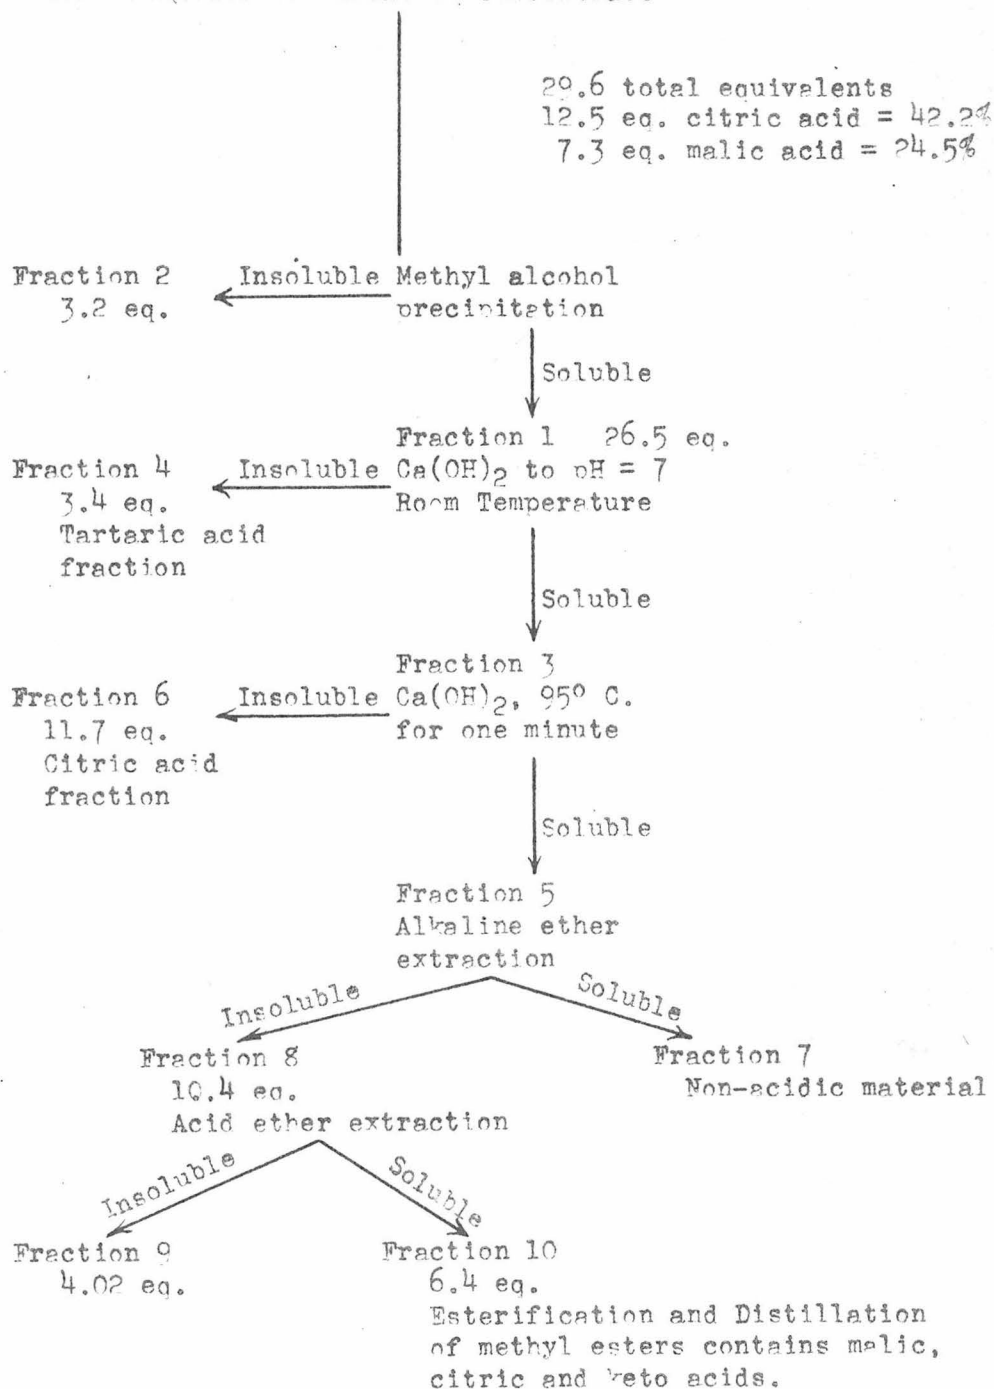 29.6 total equivalents
12.5 eq. citric acid = 42.2%
7.3 eq. malic acid = 24.5%
Fraction 2
3.2 eq.
Insoluble
Methyl alcohol
precipitation
Soluble
Fraction 1 26.5 eq.
Ca(OH)2 to pH = 7
Room Temperature
Insoluble
Fraction 4
3.4 eq.
Tartaric acid
fraction
Soluble
Fraction 3
Ca(OH)2, 95° C.
for one minute
Insoluble
Fraction 6
11.7 eq.
Citric acid
fraction
Soluble
Fraction 5
Alkaline ether
extraction
Insoluble
Soluble
Fraction 8
10.4 eq.
Acid ether extraction
Fraction 7
Non-acidic material
Insoluble
Soluble
Fraction 9
4.02 eq.
Fraction 10
6.4 eq.
Esterification and Distillation
of methyl esters contains malic,
citric and keto acids.